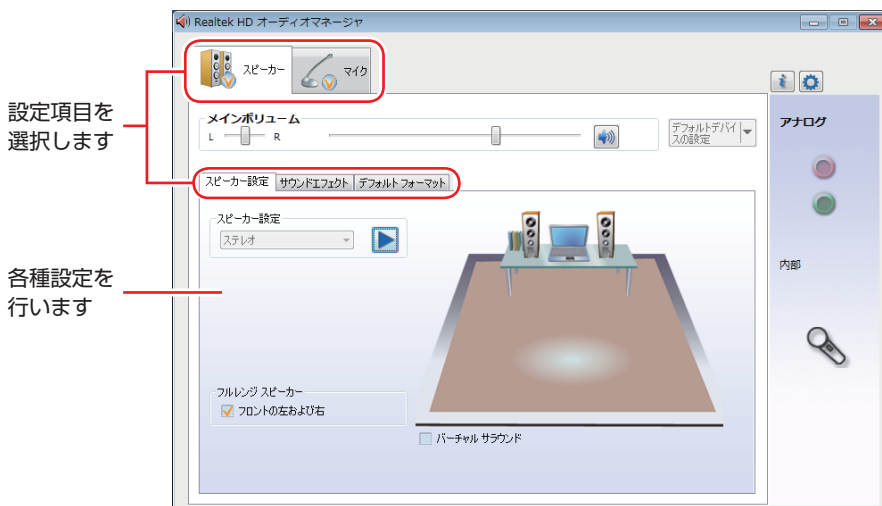 Realtek HD オーディオマネージャ
スピーカー
マイク
設定項目を
選択します
メインボリューム
L
R
デフォルトデバイ
スの設定
アナログ
スピーカー設定
サウンドエフェクト
デフォルト フォーマット
スピーカー設定
ステレオ
各種設定を
行います
内部
フルレンジ スピーカー
フロントの左および右
バーチャル サラウンド